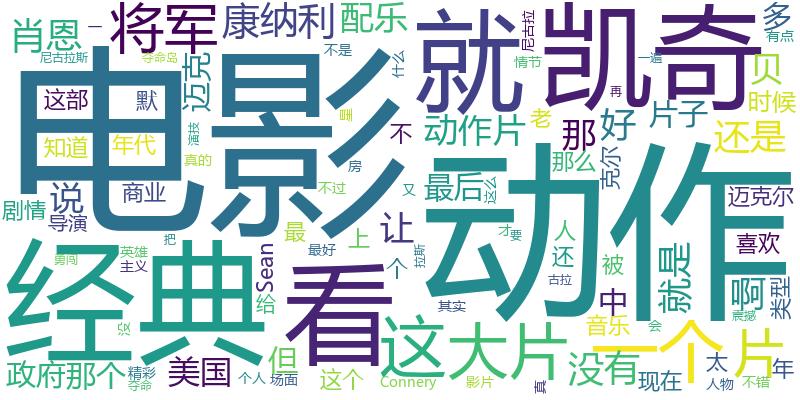 将军
康纳利
配乐
就
凯奇
尼古拉
多
有点
肖恩
一
尼古拉斯
夺命岛
迈克
不是
什么
情节
一遍
再
贝
时候
电影
这部
默
演技
里
不
动作片
老
那
好
片子
还是
知道
年代
真的
房
说
商业
不过
又
最后
这么
那么
克尔
迈克尔
剧情
导演
让
动作
才
要
人
喜欢
经典
勇闯
英雄
主义
把
Sean
最
最好
上
个
拉斯
还
被
古拉
就是
啊
类型
看
给
没
这
大片
其实
中
音乐
会
一个
片
震撼
政府
那个
精彩
夺命
美国
个人
但
场面
这个
Connery
影片
真
没有
现在
太
人物
年
不错